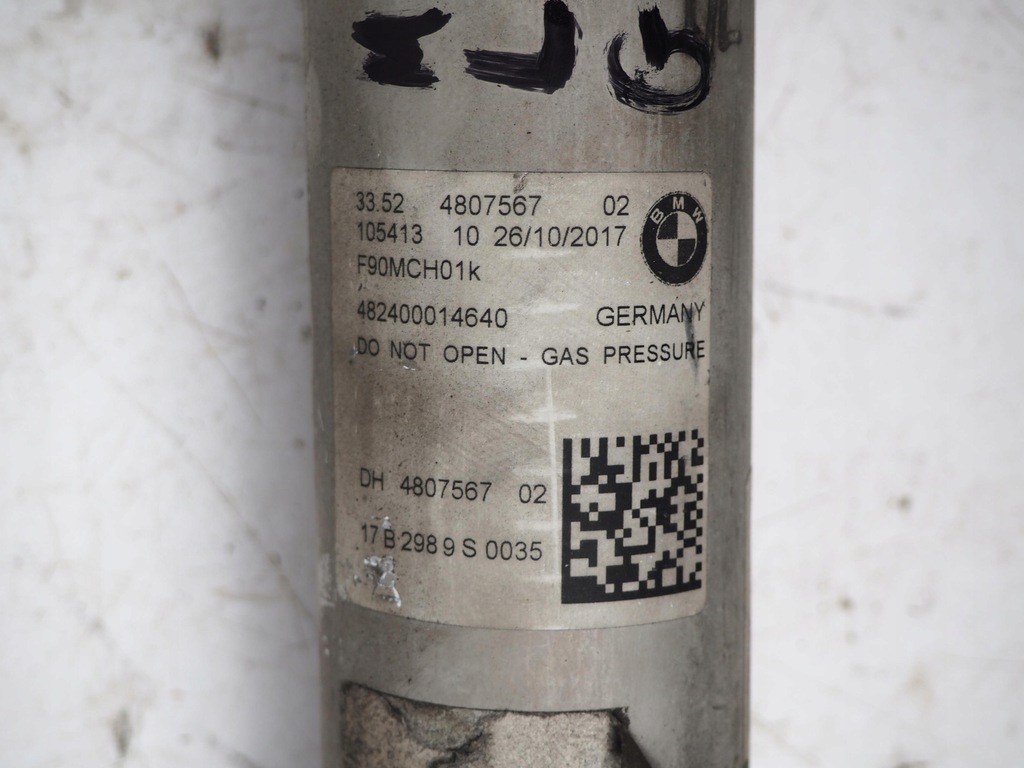 M L G
33.52 4807567 02
105413 10 26/10/2017
BMW
F90MCH01k
482400014640 GERMANY
DO NOT OPEN - GAS PRESSURE
DH 4807567 02
17 B 298 9 S 0035